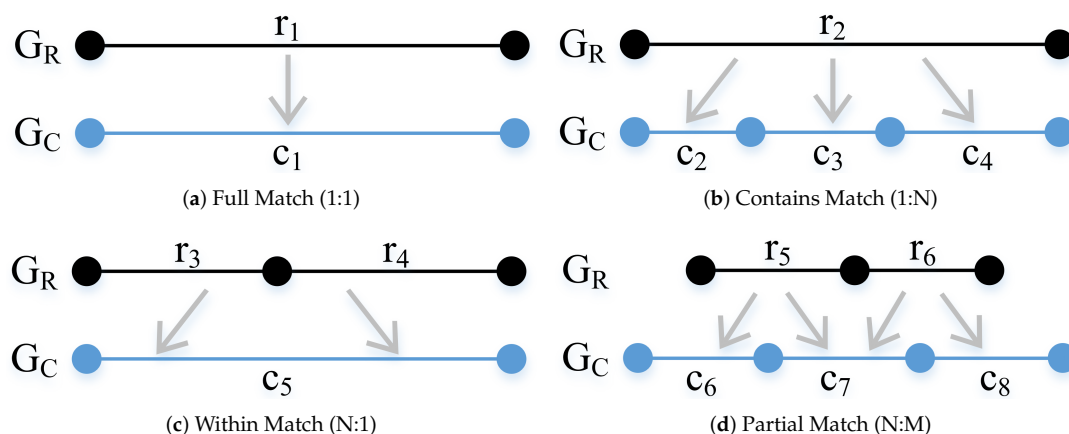 G_R r_1
G_C
c_1
(a) Full Match (1:1)
G_R r_2
G_C
c_2 c_3 c_4
(b) Contains Match (1:N)
G_R r_3 r_4
G_C
c_5
(c) Within Match (N:1)
G_R r_5 r_6
G_C
c_6 c_7 c_8
(d) Partial Match (N:M)